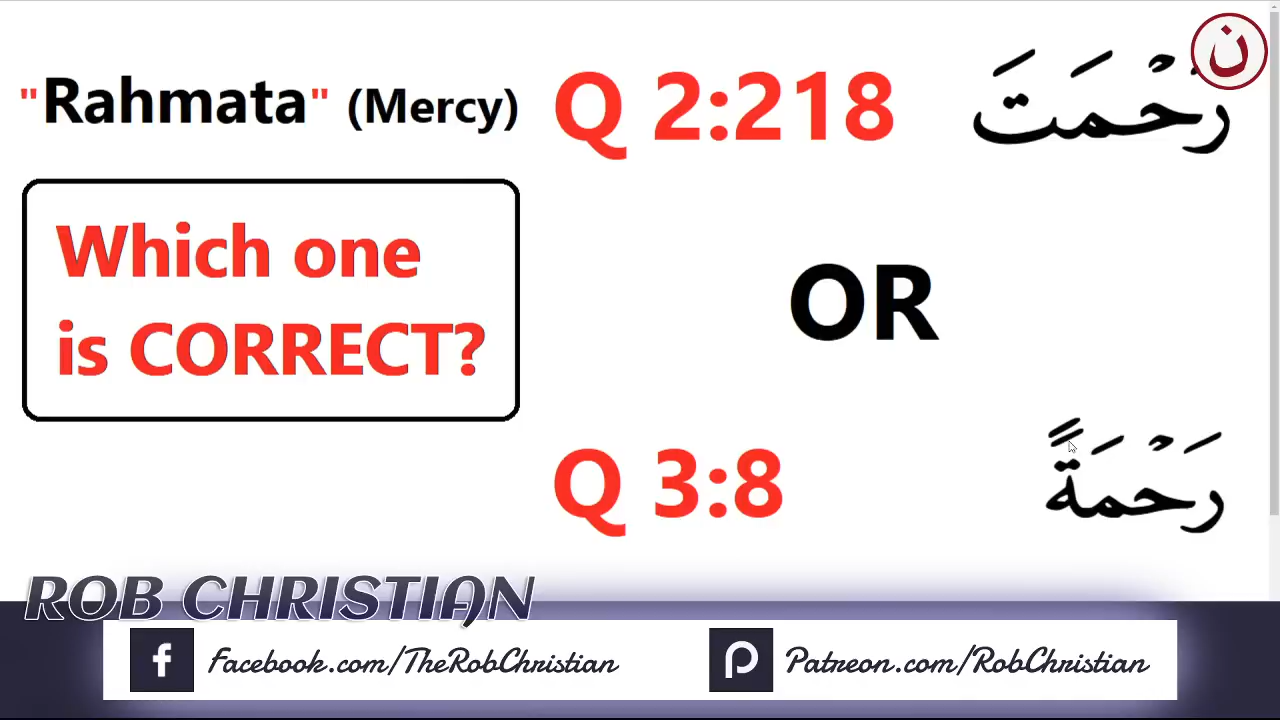 "Rahmata" (Mercy) Q 2:218 رَحْمَتَ
ن
Which one
is CORRECT?
OR
Q 3:8 رَحْمَةً
ROB CHRISTIAN
f Facebook.com/TheRobChristian
Patreon.com/RobChristian